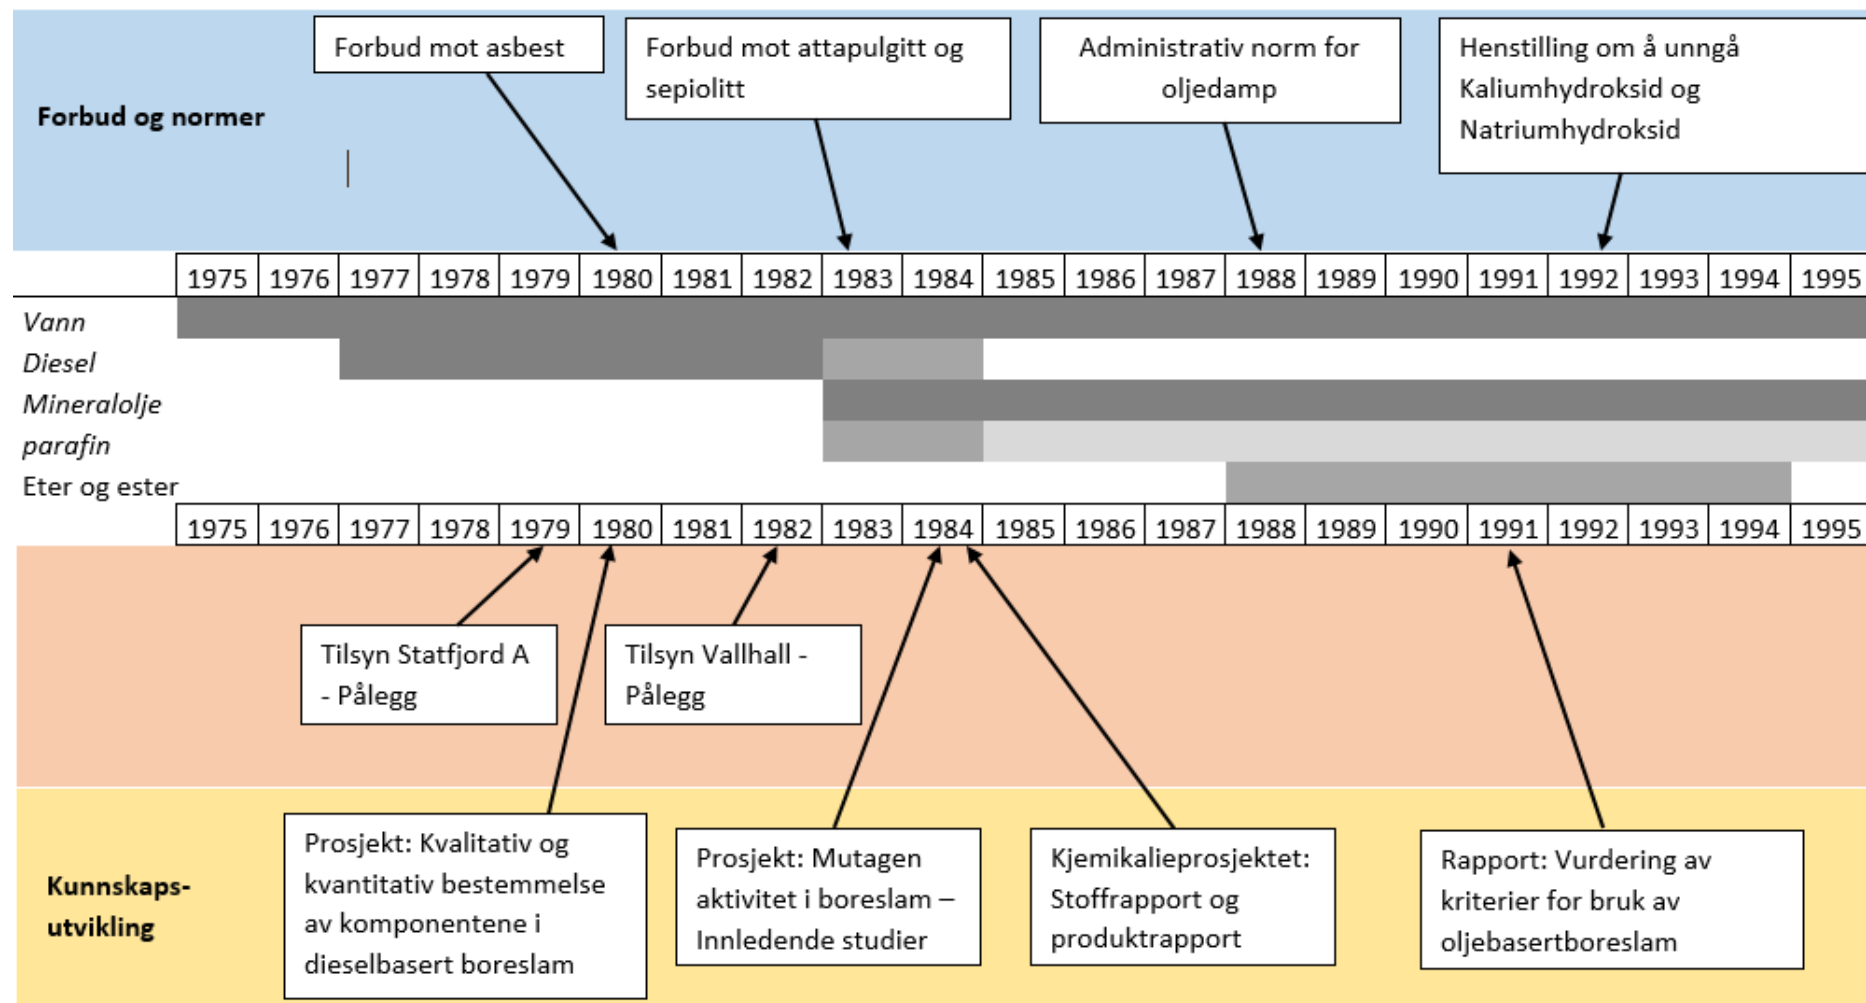 Forbud mot asbest
Forbud mot attapulgitt og
sepiolitt
Administrativ norm for
oljedamp
Henstilling om å unngå
Kaliumhydroksid og
Natriumhydroksid
Forbud og normer
1975 1976 1977 1978 1979 1980 1981 1982 1983 1984 1985 1986 1987 1988 1989 1990 1991 1992 1993 1994 1995
Vann
Diesel
Mineralolje
parafin
Eter og ester
1975 1976 1977 1978 1979 1980 1981 1982 1983 1984 1985 1986 1987 1988 1989 1990 1991 1992 1993 1994 1995
Tilsyn Statfjord A
- Pålegg
Tilsyn Vallhall -
Pålegg
Kunnskaps-
utvikling
Prosjekt: Kvalitativ og
kvantitativ bestemmelse
av komponentene i
dieselbasert boreslam
Prosjekt: Mutagen
aktivitet i boreslam –
Innledende studier
Kjemikalieprosjektet:
Stoffrapport og
produktrapport
Rapport: Vurdering av
kriterier for bruk av
oljebasertboreslam